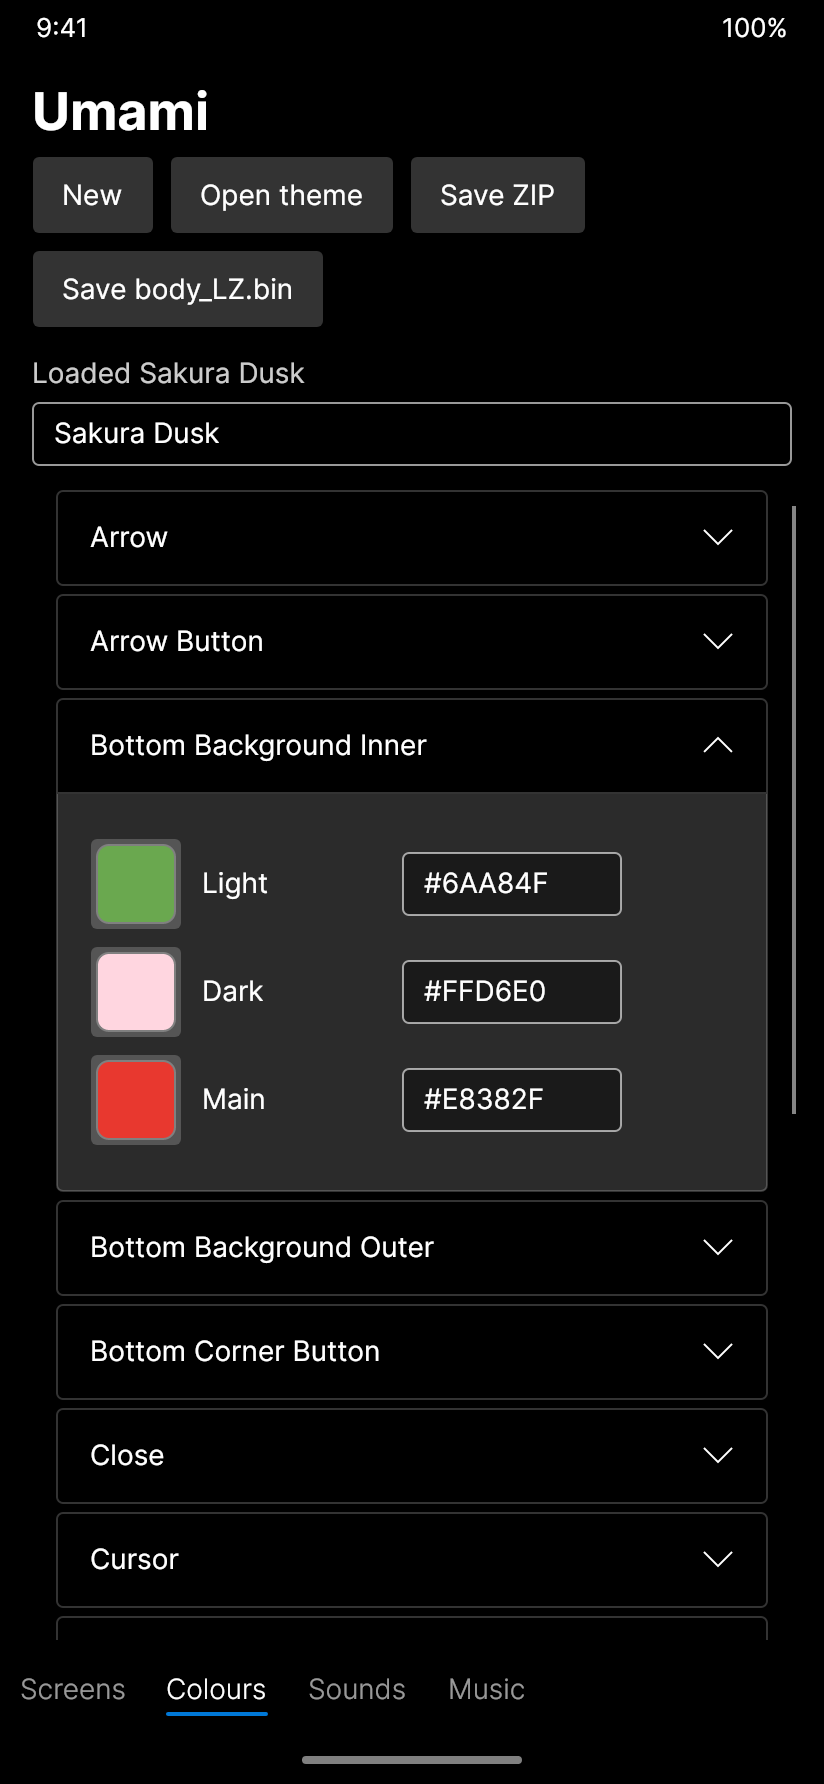 9:41 100%
Umami
New Open theme Save ZIP
Save body_LZ.bin
Loaded Sakura Dusk
Sakura Dusk
Arrow
Arrow Button
Bottom Background Inner
Light #6AA84F
Dark #FFD6E0
Main #E8382F
Bottom Background Outer
Bottom Corner Button
Close
Cursor
Screens Colours Sounds Music